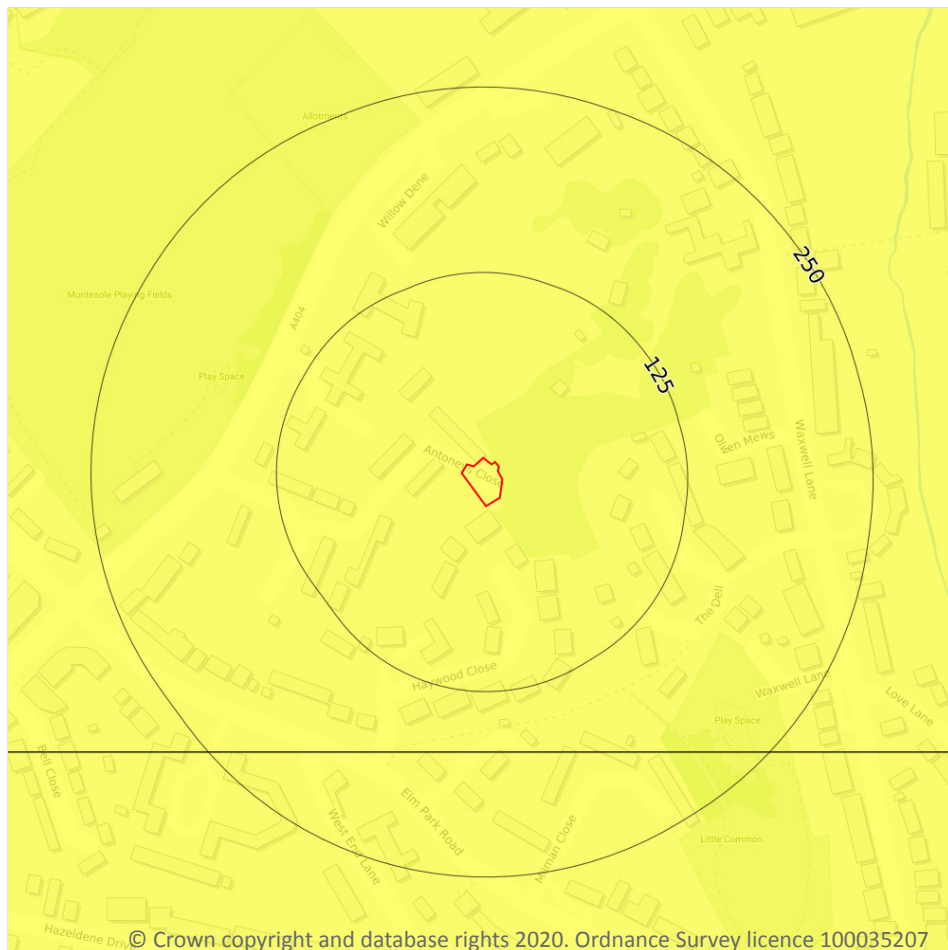 Allotments
Willow Dene
250
Montesole Playing Fields
A404
125
Play Space
Olwen Mews
Waxwell Lane
Antoneys Close
The Dell
Haywood Close
Waxwell Lane
Love Lane
Play Space
Bell Close
Elm Park Road
West End Lane
Milman Close
Little Common
Hazeldene Drive
© Crown copyright and database rights 2020. Ordnance Survey licence 100035207